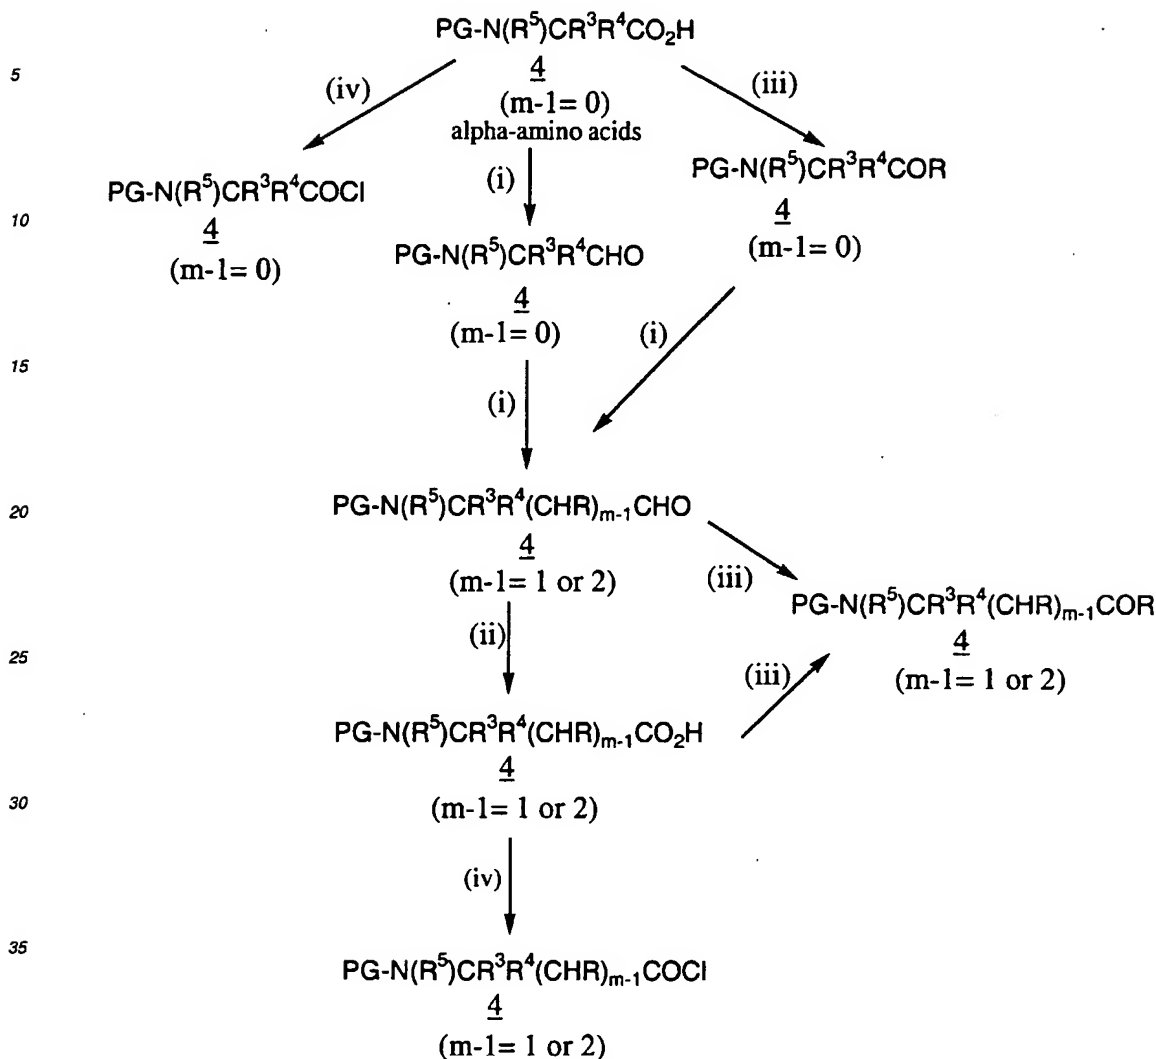 PG-N(R⁵)CR³R⁴CO₂H
5
4
(iv)
(iii)
(m-1= 0)
alpha-amino acids
PG-N(R⁵)CR³R⁴COCl
(i)
PG-N(R⁵)CR³R⁴COR
10
4
4
(m-1= 0)
PG-N(R⁵)CR³R⁴CHO
(m-1= 0)
4
(m-1= 0)
(i)
15
(i)
20
PG-N(R⁵)CR³R⁴(CHR)ₘ₋₁CHO
4
(m-1= 1 or 2)
(iii)
PG-N(R⁵)CR³R⁴(CHR)ₘ₋₁COR
(ii)
4
25
(iii)
(m-1= 1 or 2)
PG-N(R⁵)CR³R⁴(CHR)ₘ₋₁CO₂H
4
30
(m-1= 1 or 2)
(iv)
35
PG-N(R⁵)CR³R⁴(CHR)ₘ₋₁COCl
4
(m-1= 1 or 2)